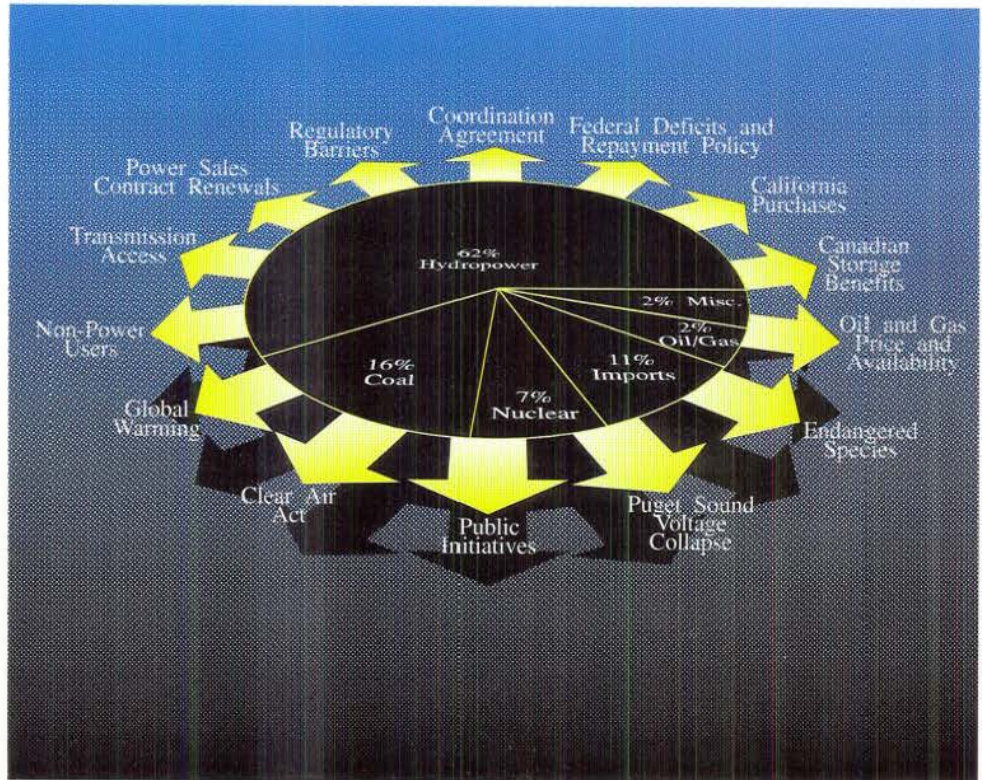 Coordination
Agreement
Federal Deficits and
Repayment Policy
Regulatory
Barriers
Power Sales
Contract Renewals
California
Purchases
Transmission
Access
Canadian
Storage
Benefits
62%
Hydropower
2% Misc.
Non-Power
Users
2%
Oil/Gas
Oil and Gas
Price and
Availability
16%
Coal
11%
Imports
7%
Nuclear
Global
Warming
Endangered
Species
Clear Air
Act
Public
Initiatives
Puget Sound
Voltage
Collapse